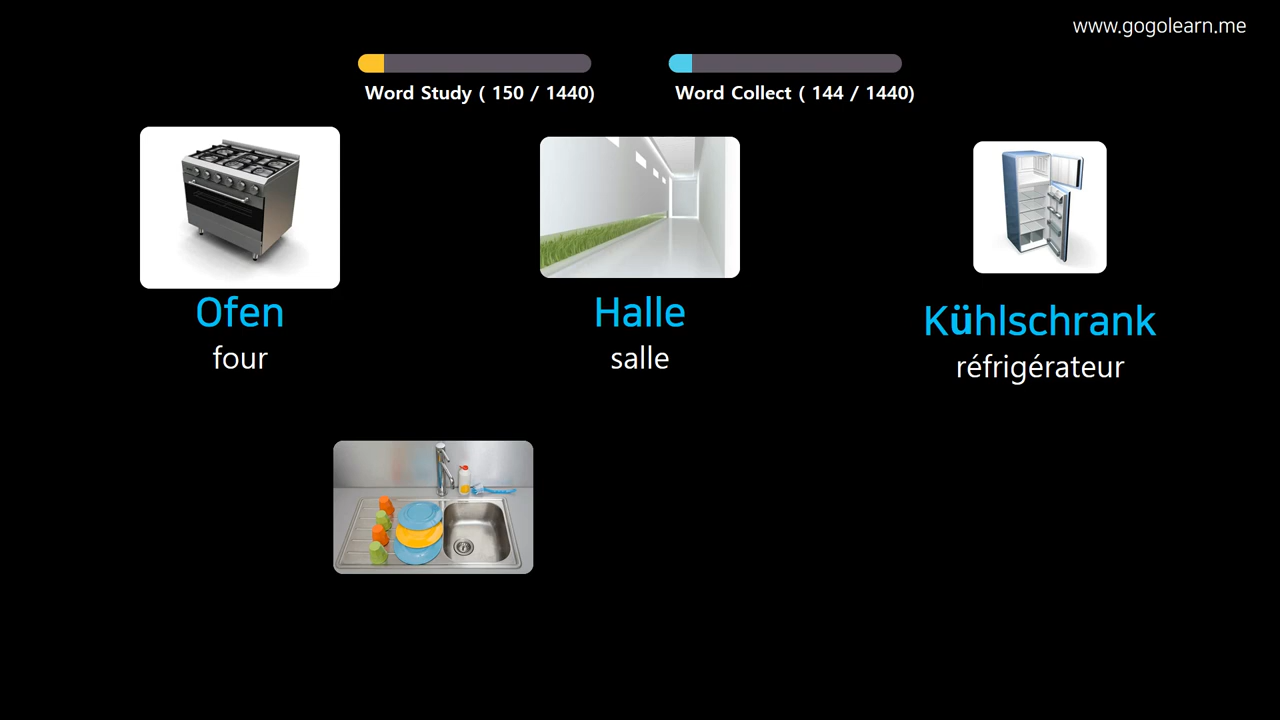 www.gogolearn.me
Word Study ( 150 / 1440)
Word Collect ( 144 / 1440)
Ofen
four
Halle
salle
Kühlschrank
réfrigérateur